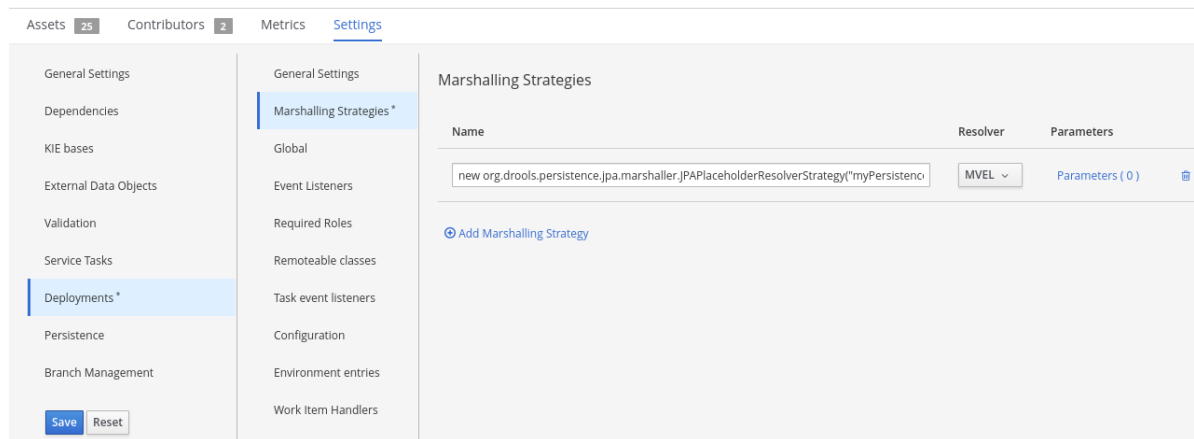 Assets 25 Contributors 2 Metrics Settings
General Settings
Dependencies
KIE bases
External Data Objects
Validation
Service Tasks
Deployments *
Persistence
Branch Management
Save Reset
General Settings
Marshalling Strategies *
Global
Event Listeners
Required Roles
Remoteable classes
Task event listeners
Configuration
Environment entries
Work Item Handlers
Marshalling Strategies
Name Resolver Parameters
new org.drools.persistence.jpa.marshaller.JPAPlaceholderResolverStrategy("myPersistenc MVEL Parameters ( 0 )
Add Marshalling Strategy